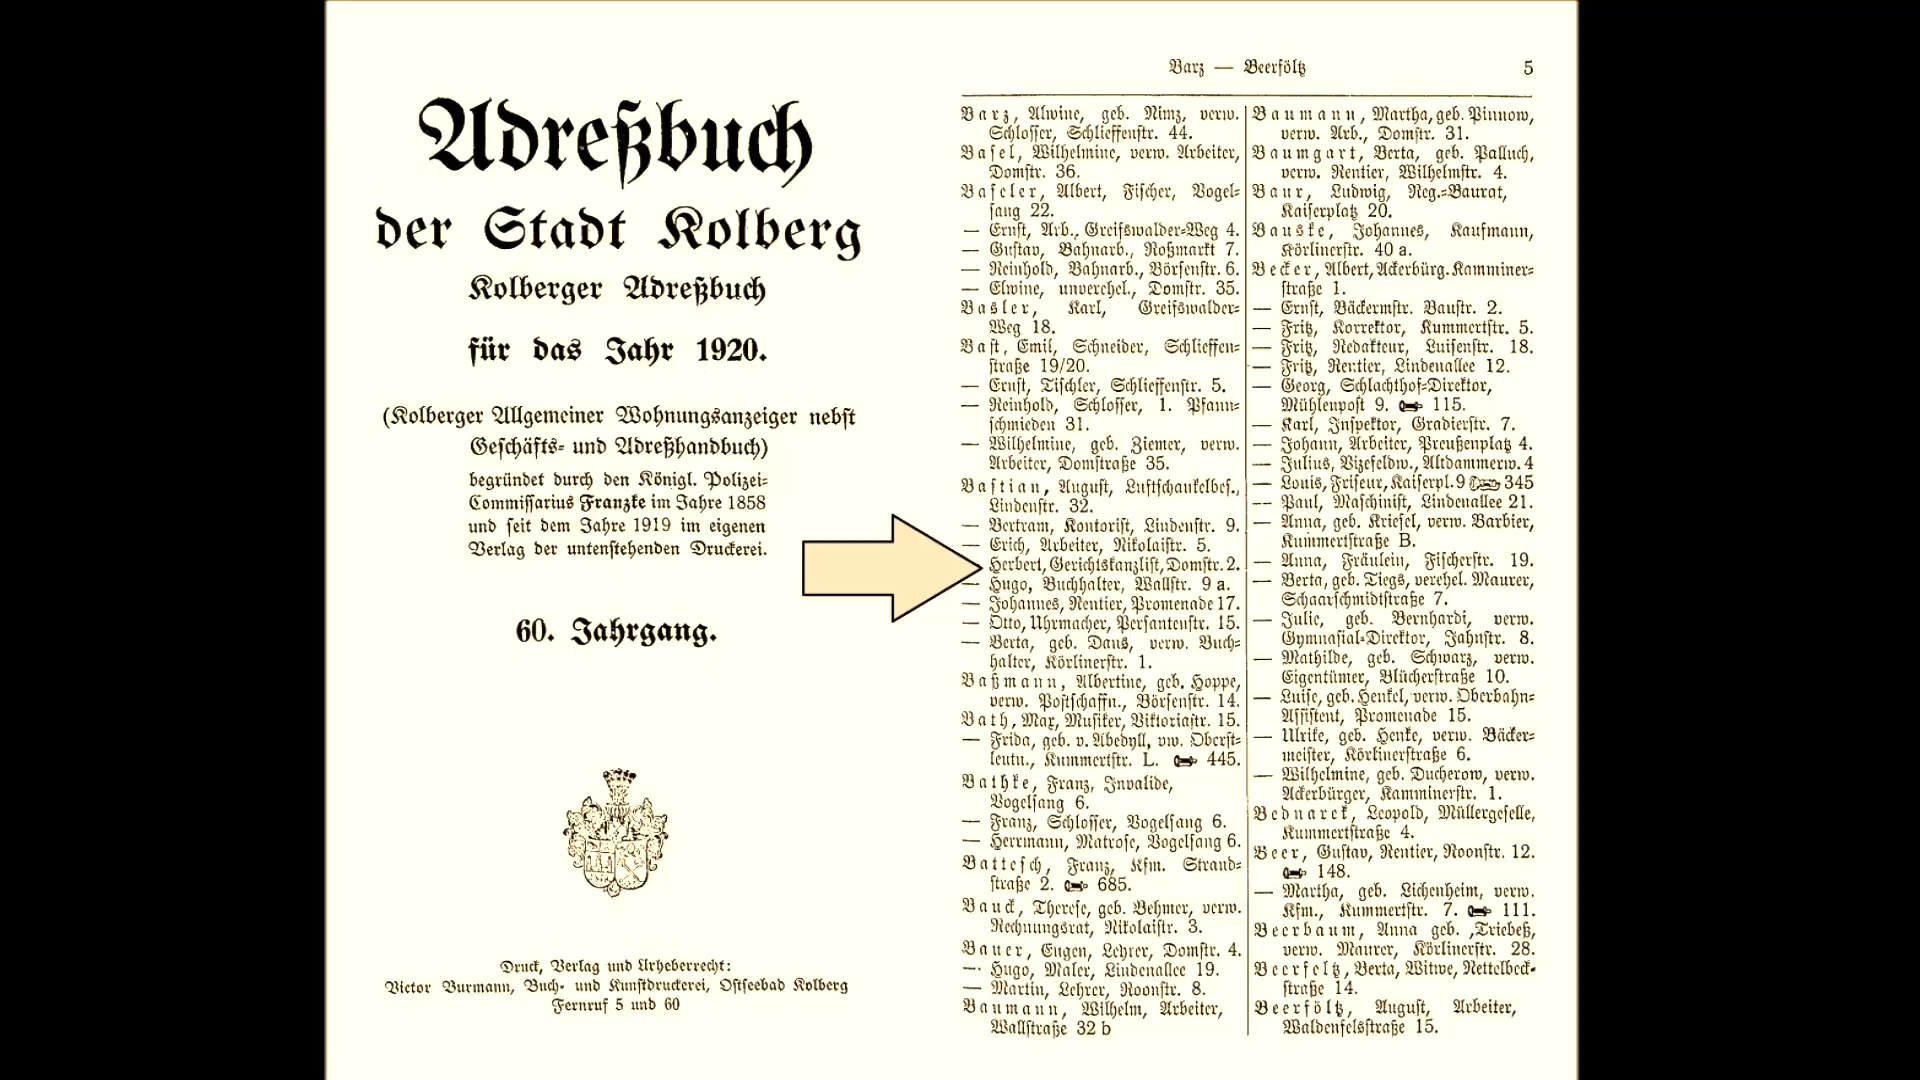 Adreßbuch
der Stadt Kolberg
Kolberger Adreßbuch
für das Jahr 1920.
(Kolberger Allgemeiner Wohnungsanzeiger nebst
Geschäfts- und Adreßhandbuch)
begründet durch den Königl. Polizei-
Commissarius Franzke im Jahre 1858
und seit dem Jahre 1919 im eigenen
Verlag der untenstehenden Druckerei.
60. Jahrgang.
Druck, Verlag und Urheberrecht:
Victor Burmann, Buch- und Kunstdruckerei, Ostseebad Kolberg
Fernruf 5 und 60
Barz — Beerföltz 5
Barz, Alwine, geb. Nimz, verw.
Schlosser, Schlieffenstr. 44.
Basel, Wilhelmine, verw. Arbeiter,
Domstr. 36.
Baseler, Albert, Fischer, Vogel-
sang 22.
— Ernst, Arb., Greifswalder-Weg 4.
— Gustav, Bahnarb., Roßmarkt 7.
— Reinhold, Bahnarb., Börsenstr. 6.
— Elwine, unverehel., Domstr. 35.
Basler, Karl, Greifswalder-
Weg 18.
Bast, Emil, Schneider, Schlieffen-
straße 19/20.
— Ernst, Tischler, Schlieffenstr. 5.
— Reinhold, Schlosser, 1. Pfann-
schmieden 31.
— Wilhelmine, geb. Ziemer, verw.
Arbeiter, Domstraße 35.
Bastian, August, Luftschaukelbes.,
Lindenstr. 32.
— Bertram, Kontorist, Lindenstr. 9.
— Erich, Arbeiter, Nikolaistr. 5.
Herbert, Gerichtskanzlist, Domstr. 2.
— Hugo, Buchhalter, Wallstr. 9 a.
— Johannes, Rentier, Promenade 17.
— Otto, Uhrmacher, Persantenstr. 15.
— Berta, geb. Daus, verw. Buch-
halter, Körlinerstr. 1.
Baßmann, Albertine, geb. Hoppe,
verw. Postschaffn., Börsenstr. 14.
Bath, Max, Musiker, Viktoriastr. 15.
— Frida, geb. v. Abedyll, vw. Oberst-
leutn., Kummertstr. L. 445.
Bathke, Franz, Invalide,
Vogelsang 6.
— Franz, Schlosser, Vogelsang 6.
— Herrmann, Matrose, Vogelsang 6.
Battesch, Franz, Kfm. Strand-
straße 2. 685.
Bauck, Therese, geb. Behmer, verw.
Rechnungsrat, Nikolaistr. 3.
Bauer, Eugen, Lehrer, Domstr. 4.
— Hugo, Maler, Lindenallee 19.
— Martin, Lehrer, Roonstr. 8.
Baumann, Wilhelm, Arbeiter,
Wallstraße 32 b
Baumann, Martha, geb. Pinnow,
verw. Arb., Domstr. 31.
Baumgart, Berta, geb. Palluch,
verw. Rentier, Wilhelmstr. 4.
Baur, Ludwig, Reg.-Baurat,
Kaiserplatz 20.
Bauske, Johannes, Kaufmann,
Körlinerstr. 40 a.
Becker, Albert, Ackerbürg. Kamminer-
straße 1.
— Ernst, Bäckermstr. Baustr. 2.
— Fritz, Korrektor, Kummertstr. 5.
— Fritz, Redakteur, Luisenstr. 18.
— Fritz, Rentier, Lindenallee 12.
— Georg, Schlachthof-Direktor,
Mühlenpost 9. 115.
— Karl, Inspektor, Gradierstr. 7.
— Johann, Arbeiter, Preußenplatz 4.
— Julius, Vizefeldw., Altdammerw. 4
— Louis, Friseur, Kaiserpl. 9 345
— Paul, Maschinist, Lindenallee 21.
— Anna, geb. Kriesel, verw. Barbier,
Kummertstraße B.
— Anna, Fräulein, Fischerstr. 19.
— Berta, geb. Tiegs, verehel. Maurer,
Schaarschmidtstraße 7.
— Julie, geb. Bernhardi, verw.
Gymnasial-Direktor, Jahnstr. 8.
— Mathilde, geb. Schwarz, verw.
Eigentümer, Blücherstraße 10.
— Luise, geb. Henkel, verw. Oberbahn-
Assistent, Promenade 15.
— Ulrike, geb. Henke, verw. Bäcker-
meister, Körlinerstraße 6.
— Wilhelmine, geb. Ducherow, verw.
Ackerbürger, Kamminerstr. 1.
Bednarek, Leopold, Müllergeselle,
Kummertstraße 4.
Beer, Gustav, Rentier, Roonstr. 12.
148.
— Martha, geb. Lichenheim, verw.
Kfm., Kummertstr. 7. 111.
Beerbaum, Anna geb. Triebeß,
verw. Maurer, Körlinerstr. 28.
Beerfeltz, Berta, Witwe, Nettelbeck-
straße 14.
Beerföltz, August, Arbeiter,
Waldenfelsstraße 15.